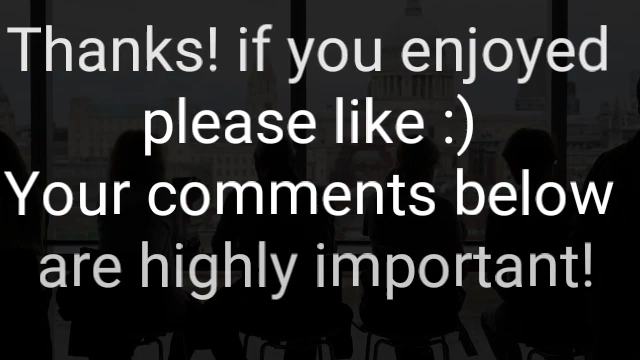 Thanks! if you enjoyed
please like :)
Your comments below
are highly important!